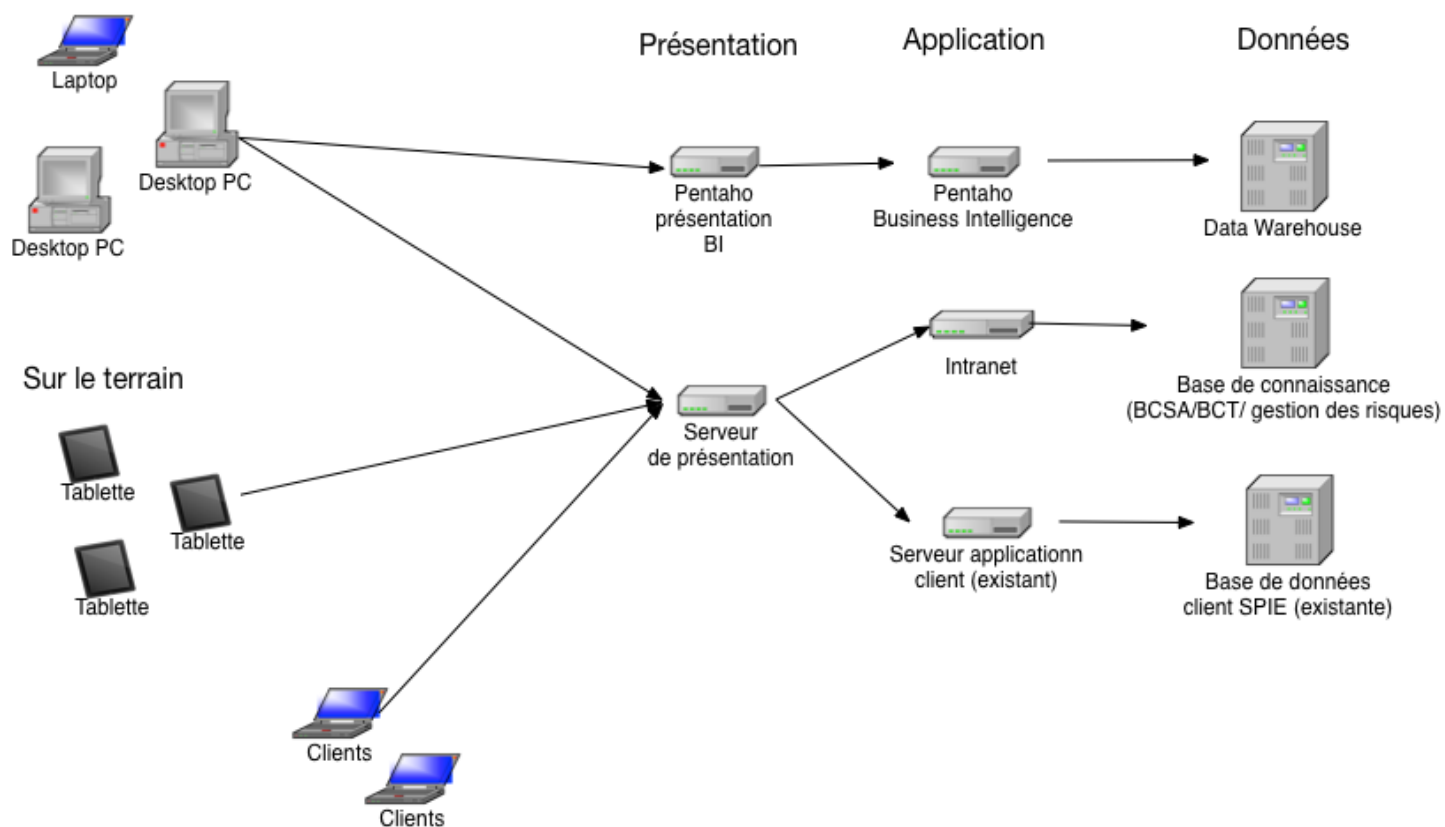 Présentation
Application
Données
Laptop
Desktop PC
Desktop PC
Pentaho
présentation
BI
Pentaho
Business Intelligence
Data Warehouse
Sur le terrain
Intranet
Base de connaissance
(BCSA/BCT/ gestion des risques)
Serveur
de présentation
Tablette
Tablette
Tablette
Serveur applicationn
client (existant)
Base de données
client SPIE (existante)
Clients
Clients